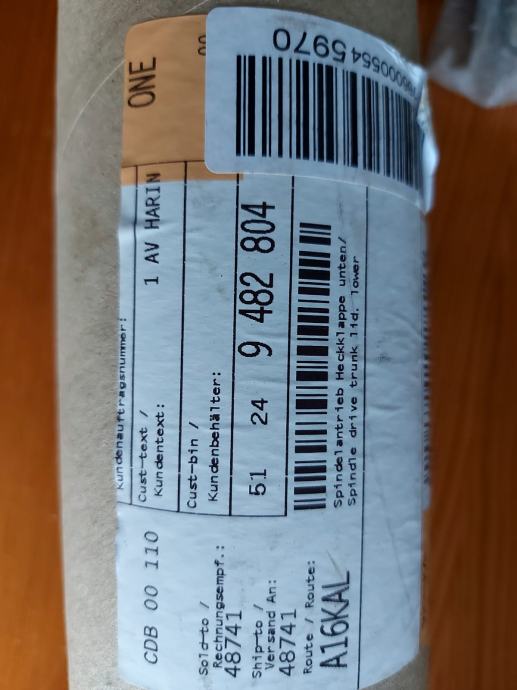 ONE
45970
Kundenauftragsnummer:
Cust-text /
Kundentext:
1 AV HARIN
Cust-bin /
Kundenbehälter:
51 24 9 482 804
Spindelantrieb Heckklappe unten/
Spindle drive trunk lid. lower
CDB 00 110
Sold-to /
Rechnungsempf.:
48741
Ship-to /
Versand An:
48741
Route / Route:
A16KAL